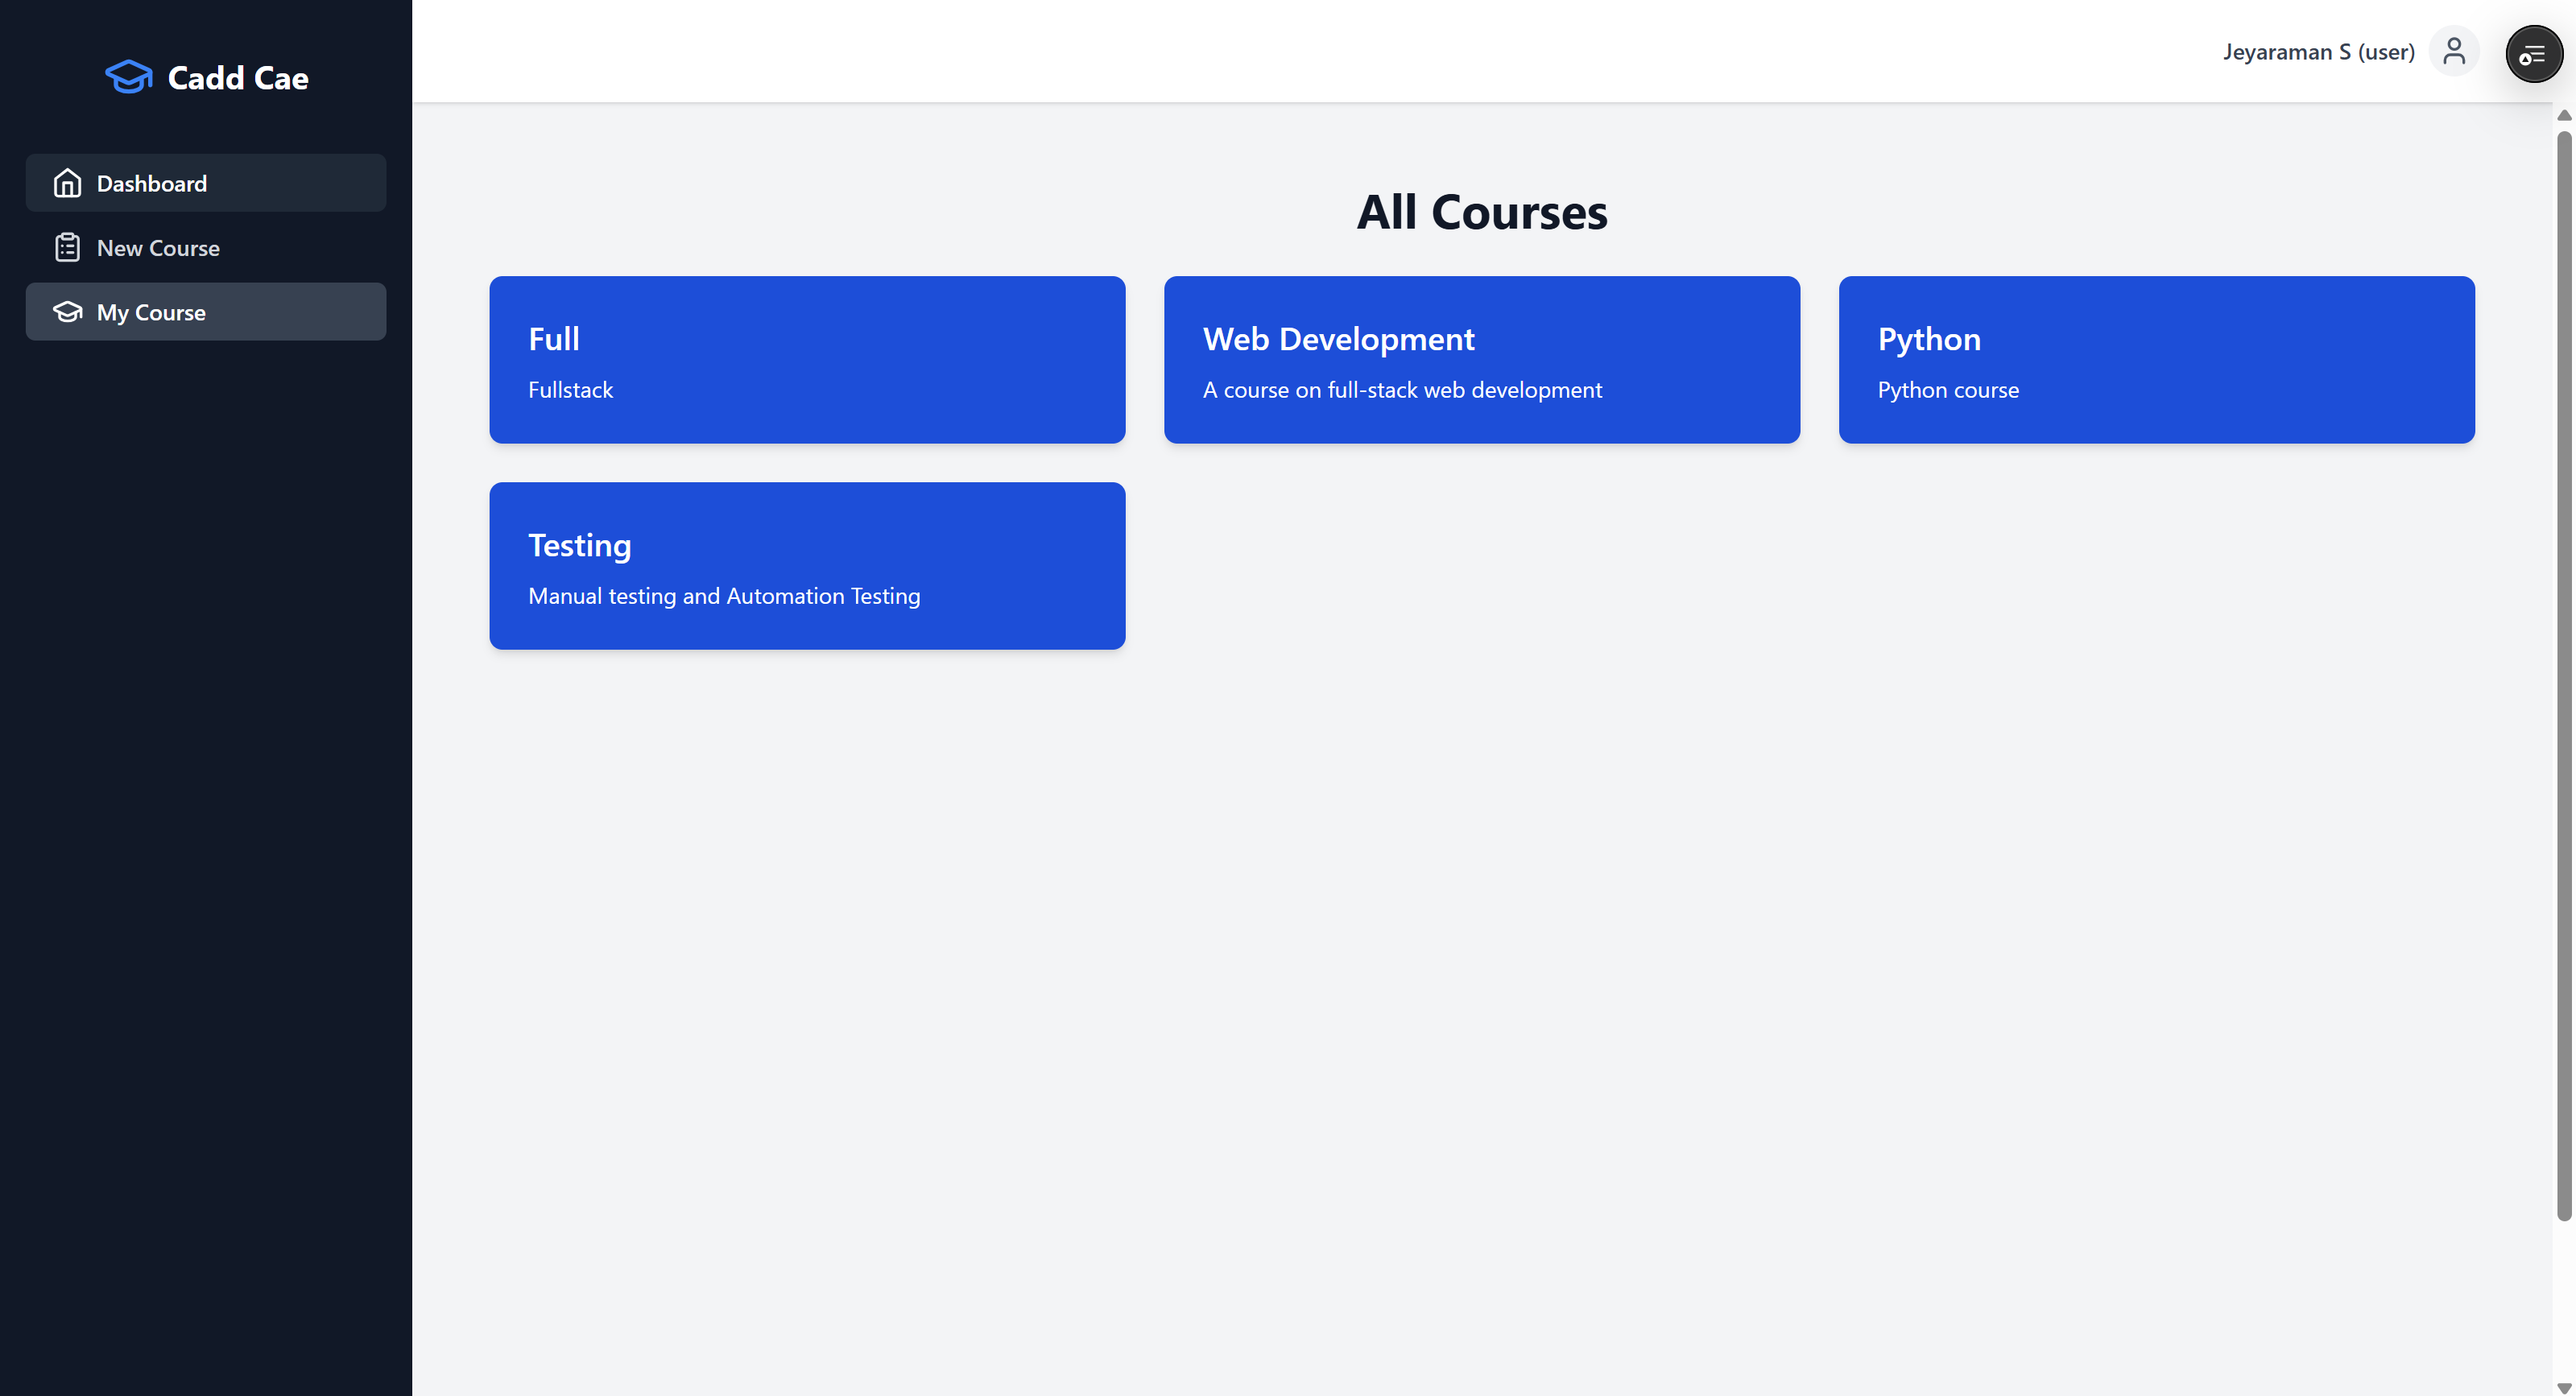 Cadd Cae
Jeyaraman S (user)
Dashboard
New Course
My Course
All Courses
Full
Fullstack
Web Development
A course on full-stack web development
Python
Python course
Testing
Manual testing and Automation Testing